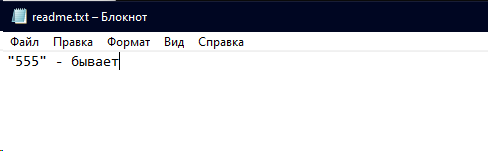 readme.txt – Блокнот
Файл Правка Формат Вид Справка
"555" - бывает